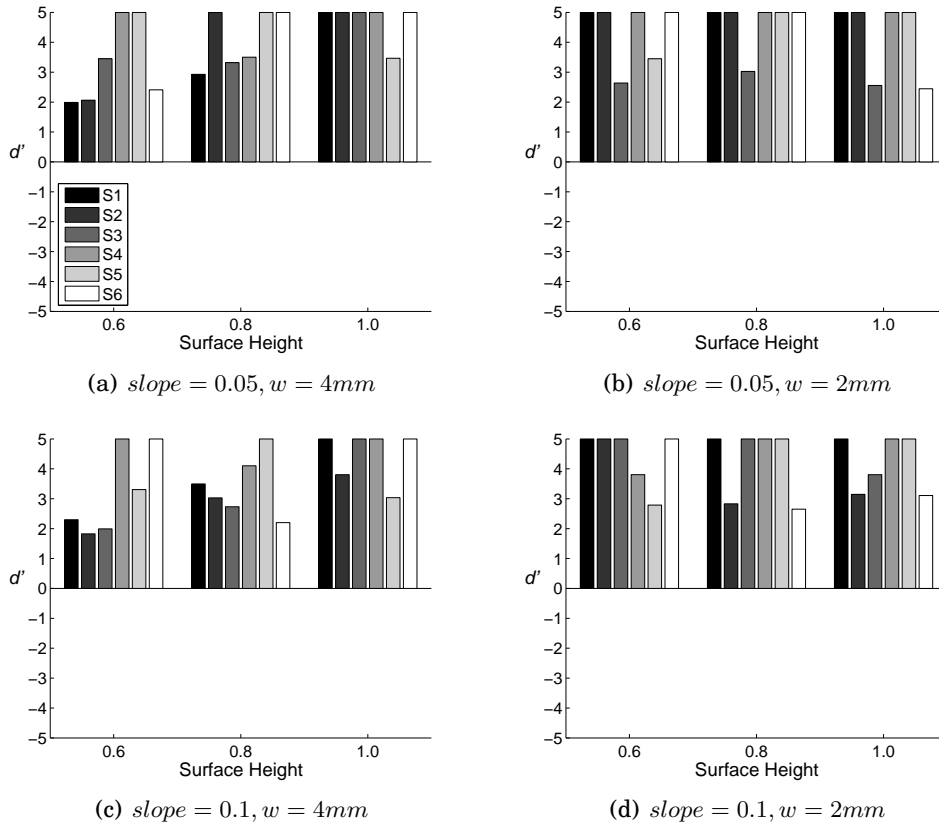 5
4
3
2
1
0
−1
−2
−3
−4
−5
d’
S1
S2
S3
S4
S5
S6
0.6 0.8 1.0
Surface Height
(a) slope = 0.05, w = 4mm
5
4
3
2
1
0
−1
−2
−3
−4
−5
d’
0.6 0.8 1.0
Surface Height
(b) slope = 0.05, w = 2mm
5
4
3
2
1
0
−1
−2
−3
−4
−5
d’
0.6 0.8 1.0
Surface Height
(c) slope = 0.1, w = 4mm
5
4
3
2
1
0
−1
−2
−3
−4
−5
d’
0.6 0.8 1.0
Surface Height
(d) slope = 0.1, w = 2mm